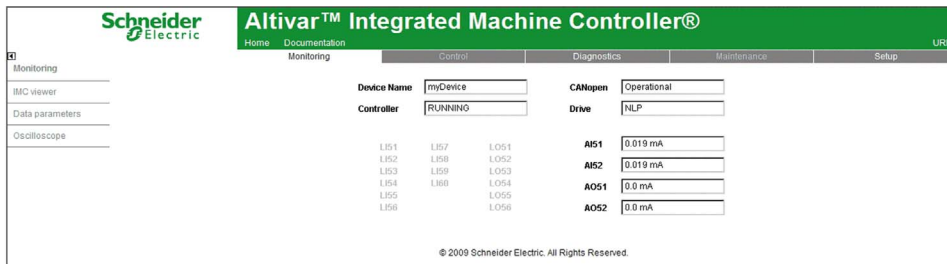 Schneider Electric
Altivar™ Integrated Machine Controller®
Home Documentation URL
Monitoring Control Diagnostics Maintenance Setup
Monitoring
IMC viewer
Data parameters
Oscilloscope
Device Name myDevice CANopen Operational
Controller RUNNING Drive NLP
LI51 LI57 LO51 AI51 0.019 mA
LI52 LI58 LO52
LI53 LI59 LO53 AI52 0.019 mA
LI54 LI60 LO54
LI55 LO55 AO51 0.0 mA
LI56 LO56 AO52 0.0 mA
© 2009 Schneider Electric. All Rights Reserved.